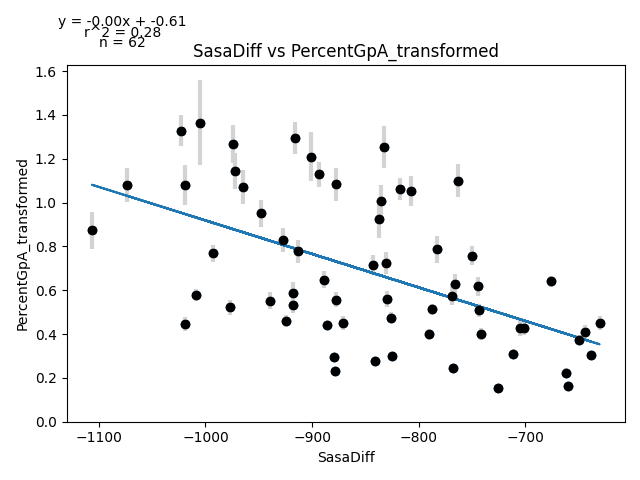 y = -0.00x + -0.61
r^2 = 0.28
n = 62
SasaDiff vs PercentGpA_transformed
1.6
1.4
1.2
1.0
0.8
0.6
0.4
0.2
0.0
PercentGpA_transformed
−1100
−1000
−900
−800
−700
SasaDiff